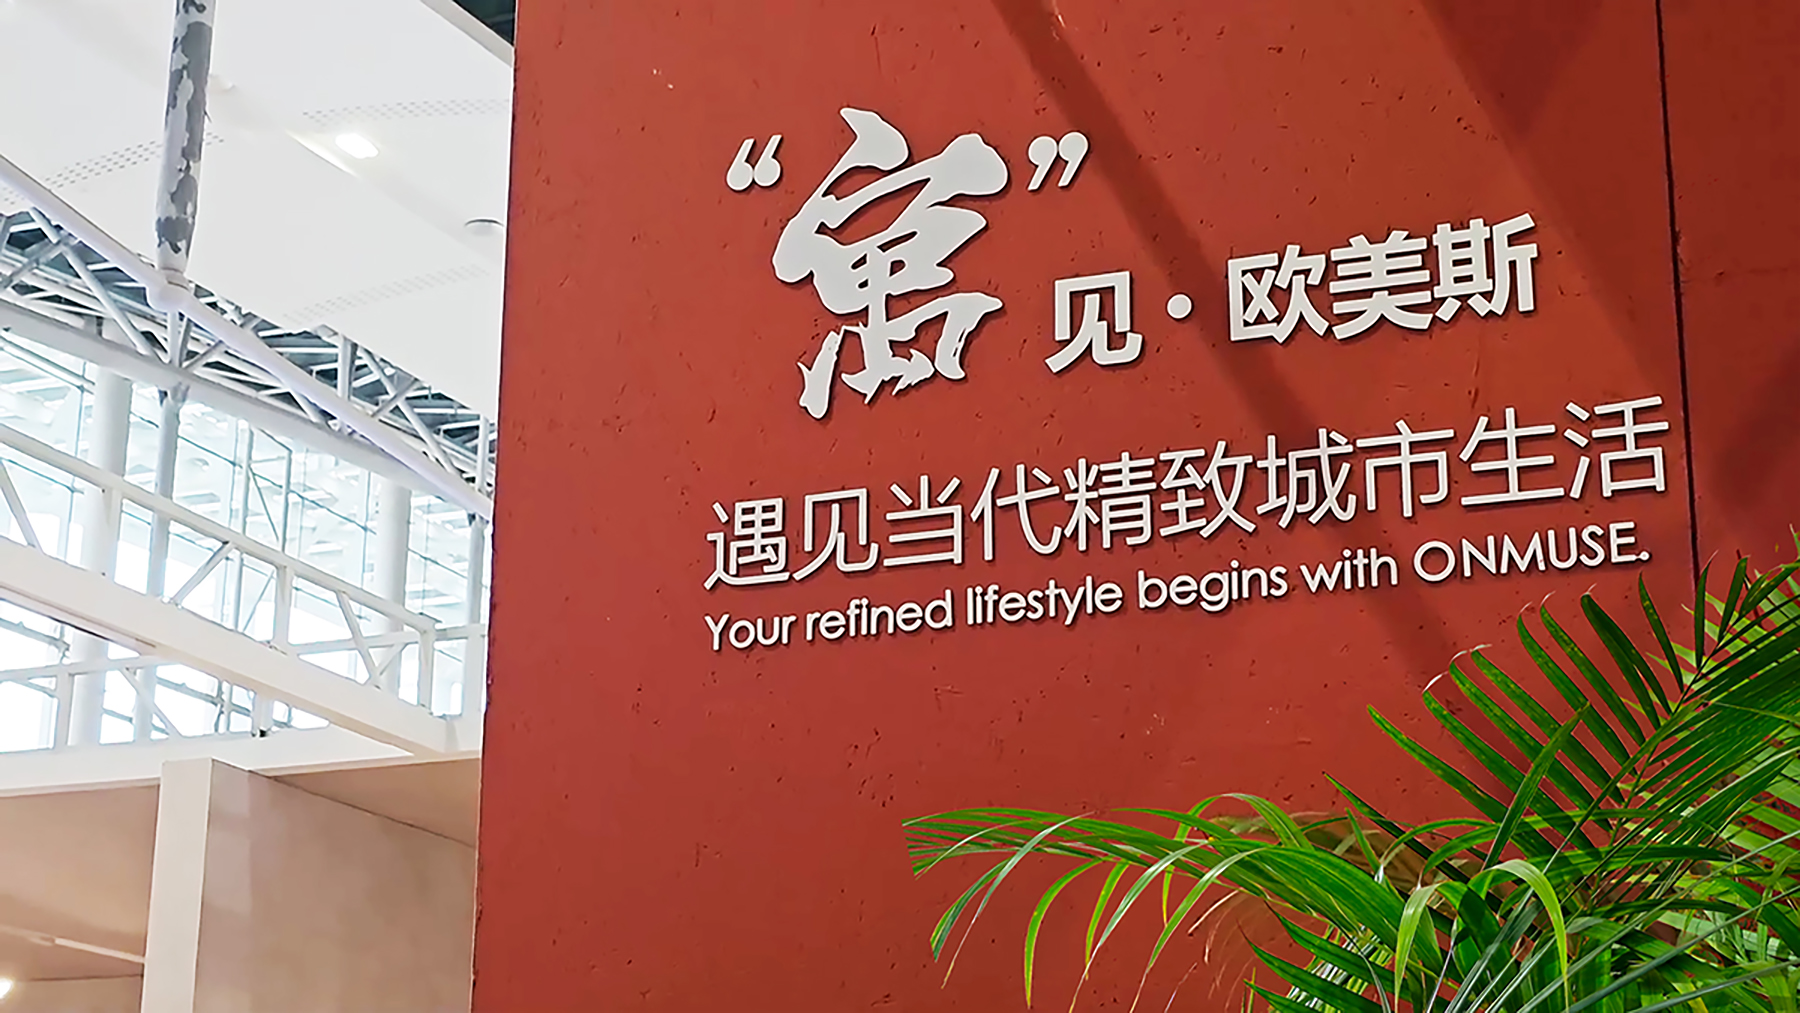 “寓”见·欧美斯
遇见当代精致城市生活
Your refined lifestyle begins with ONMUSE.